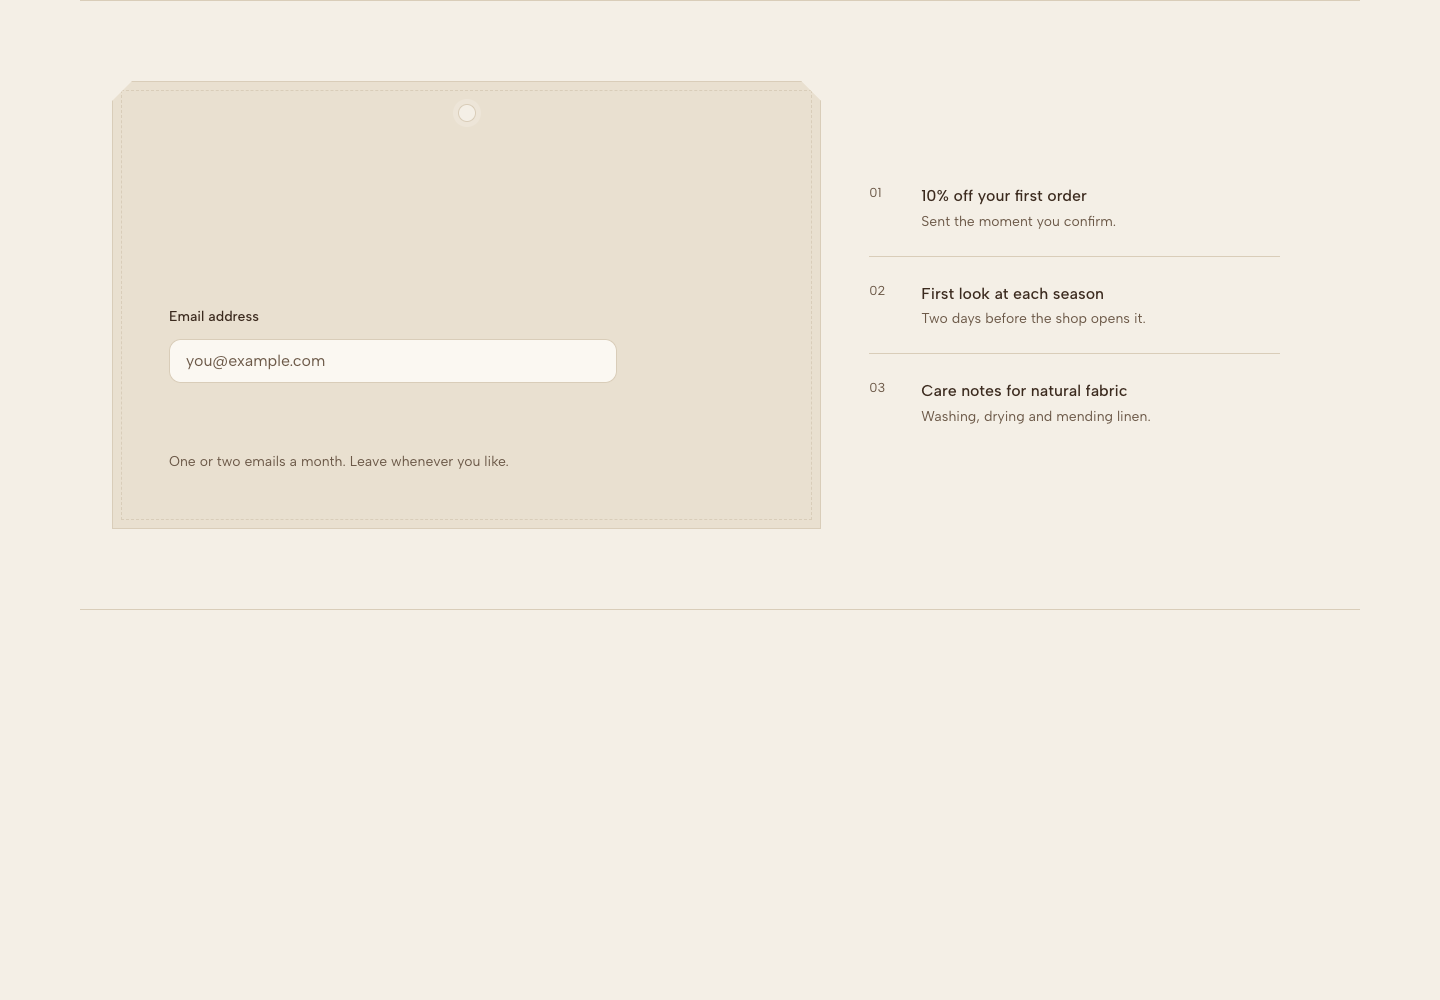 Email address
you@example.com
One or two emails a month. Leave whenever you like.
01
10% off your first order
Sent the moment you confirm.
02
First look at each season
Two days before the shop opens it.
03
Care notes for natural fabric
Washing, drying and mending linen.